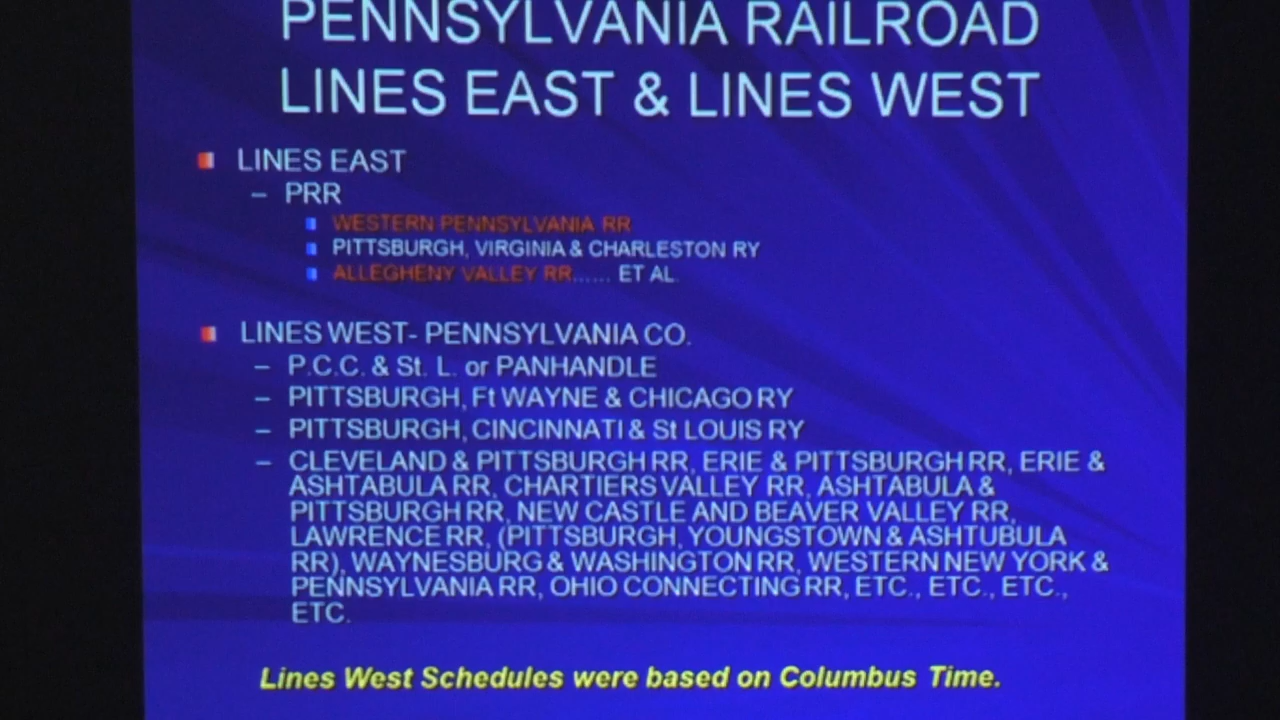 PENNSYLVANIA RAILROAD
LINES EAST & LINES WEST
LINES EAST
– PRR
WESTERN PENNSYLVANIA RR
PITTSBURGH, VIRGINIA & CHARLESTON RY
ALLEGHENY VALLEY RR...... ET AL.
LINES WEST- PENNSYLVANIA CO.
– P.C.C. & St. L. or PANHANDLE
– PITTSBURGH, Ft WAYNE & CHICAGO RY
– PITTSBURGH, CINCINNATI & St LOUIS RY
– CLEVELAND & PITTSBURGH RR, ERIE & PITTSBURGH RR, ERIE &
ASHTABULA RR, CHARTIERS VALLEY RR, ASHTABULA &
PITTSBURGH RR, NEW CASTLE AND BEAVER VALLEY RR,
LAWRENCE RR, (PITTSBURGH, YOUNGSTOWN & ASHTUBULA
RR), WAYNESBURG & WASHINGTON RR, WESTERN NEW YORK &
PENNSYLVANIA RR, OHIO CONNECTING RR, ETC., ETC., ETC.,
ETC.
Lines West Schedules were based on Columbus Time.